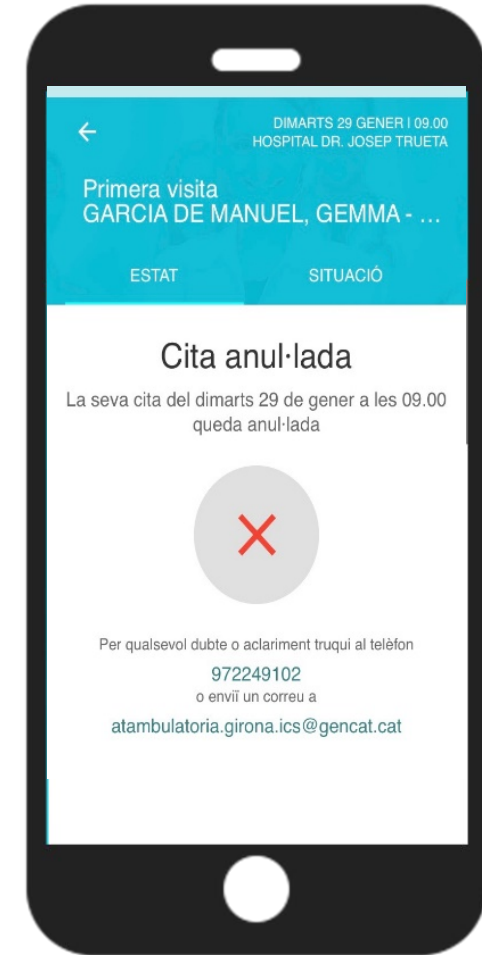 DIMARTS 29 GENER I 09.00
HOSPITAL DR. JOSEP TRUETA
Primera visita
GARCIA DE MANUEL, GEMMA - ...
ESTAT SITUACIÓ
Cita anul·lada
La seva cita del dimarts 29 de gener a les 09.00
queda anul·lada
Per qualsevol dubte o aclariment truqui al telèfon
972249102
o enviï un correu a
atambulatoria.girona.ics@gencat.cat